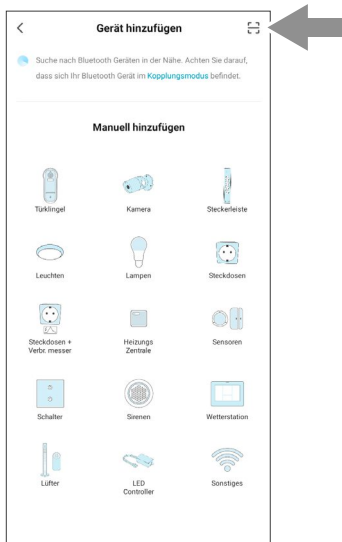 Gerät hinzufügen
Suche nach Bluetooth Geräten in der Nähe. Achten Sie darauf,
dass sich Ihr Bluetooth Gerät im Kopplungsmodus befindet.
Manuell hinzufügen
Türklingel
Kamera
Steckerleiste
Leuchten
Lampen
Steckdosen
Steckdosen +
Verbr. messer
Heizungs
Zentrale
Sensoren
Schalter
Sirenen
Wetterstation
Lüfter
LED
Controller
Sonstiges